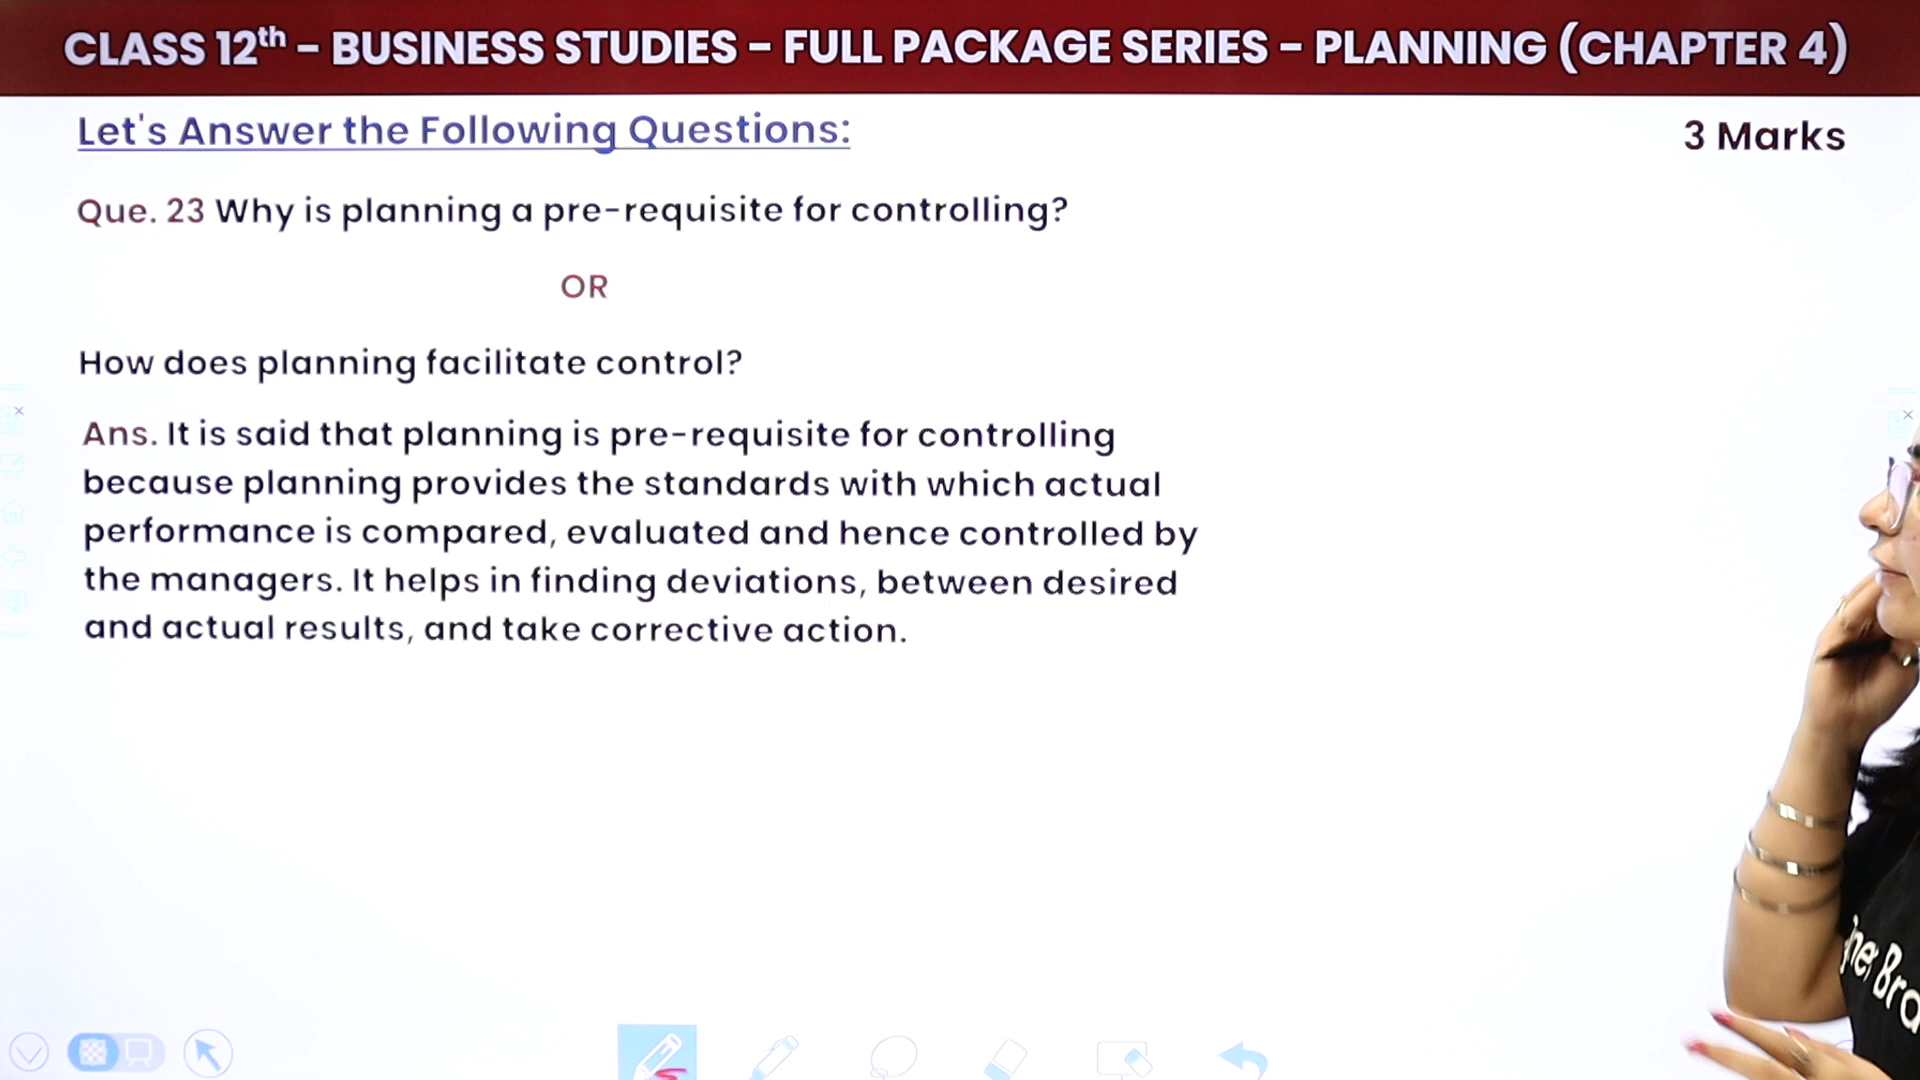 CLASS 12th – BUSINESS STUDIES – FULL PACKAGE SERIES – PLANNING (CHAPTER 4)
Let's Answer the Following Questions:
3 Marks
Que. 23 Why is planning a pre-requisite for controlling?
OR
How does planning facilitate control?
Ans. It is said that planning is pre-requisite for controlling
because planning provides the standards with which actual
performance is compared, evaluated and hence controlled by
the managers. It helps in finding deviations, between desired
and actual results, and take corrective action.